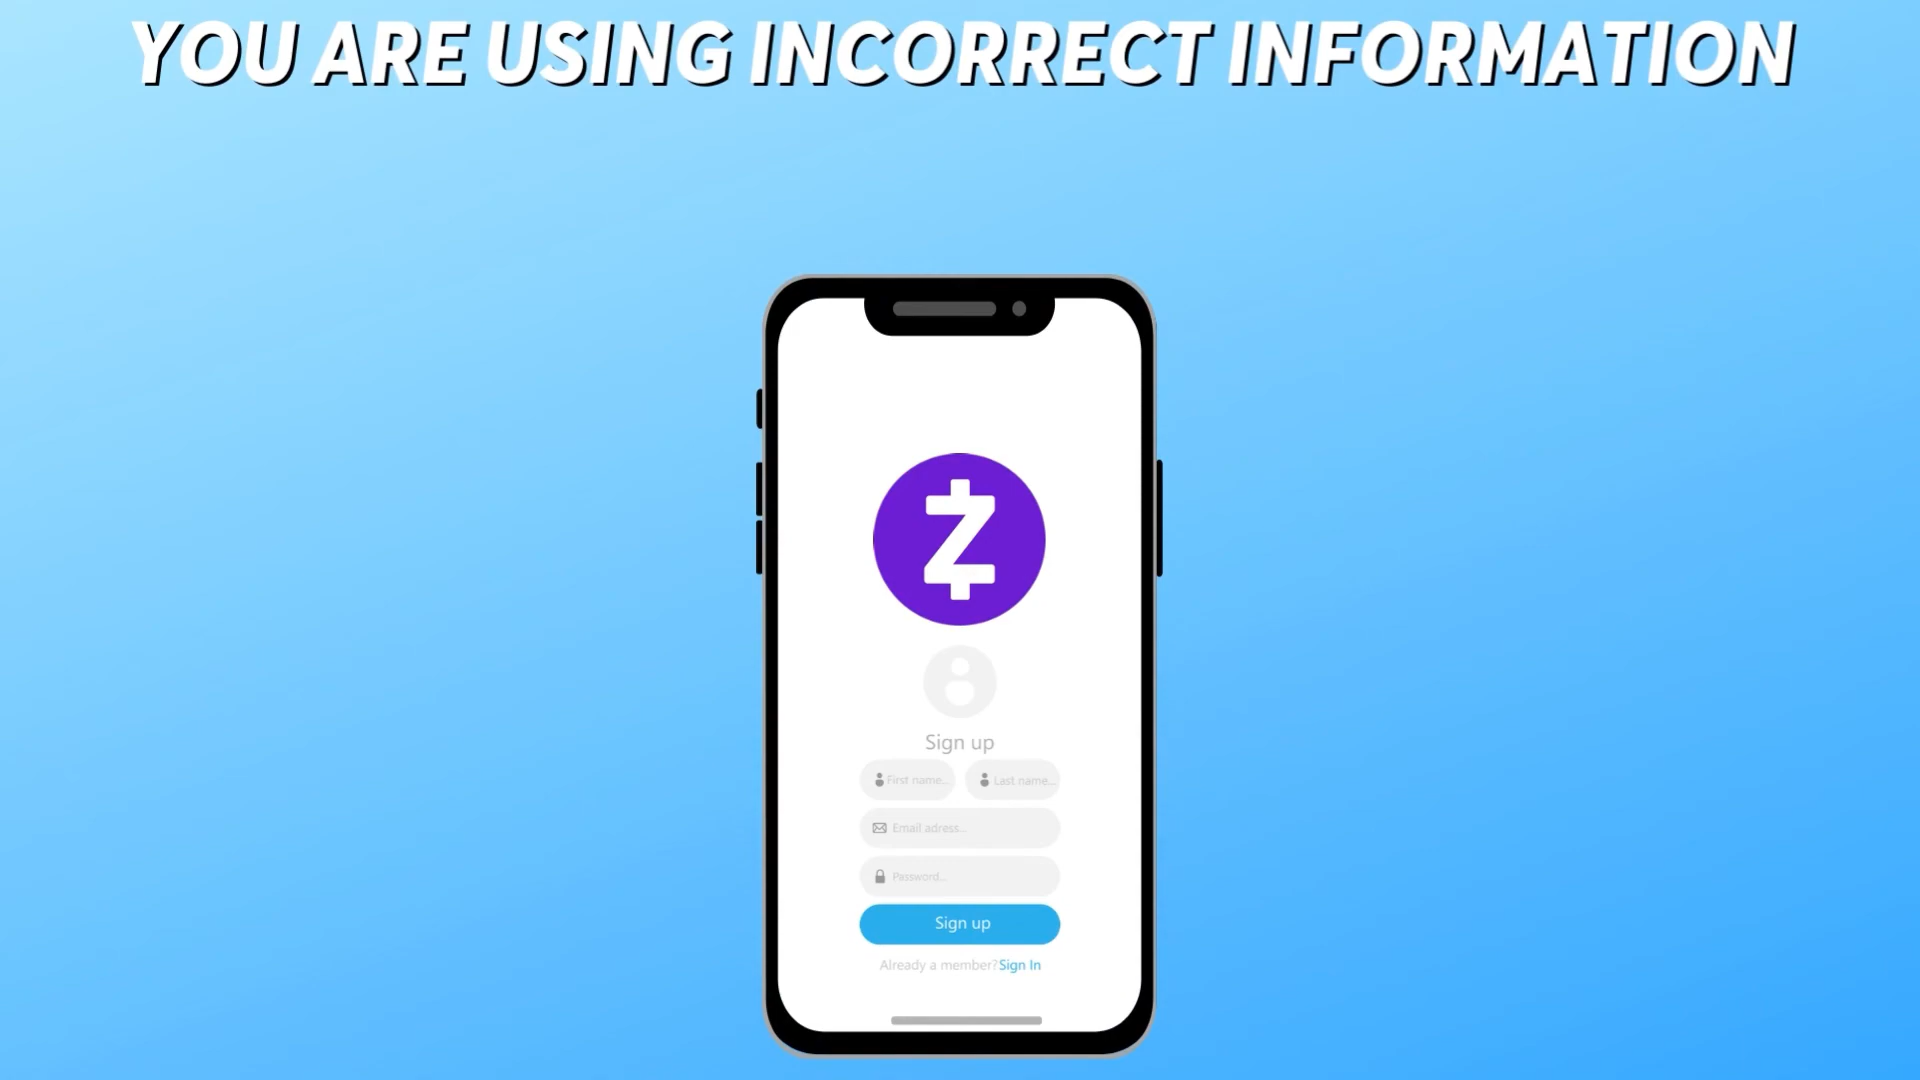 YOU ARE USING INCORRECT INFORMATION
Sign up
First name... Last name...
Email adress...
Password...
Sign up
Already a member? Sign In